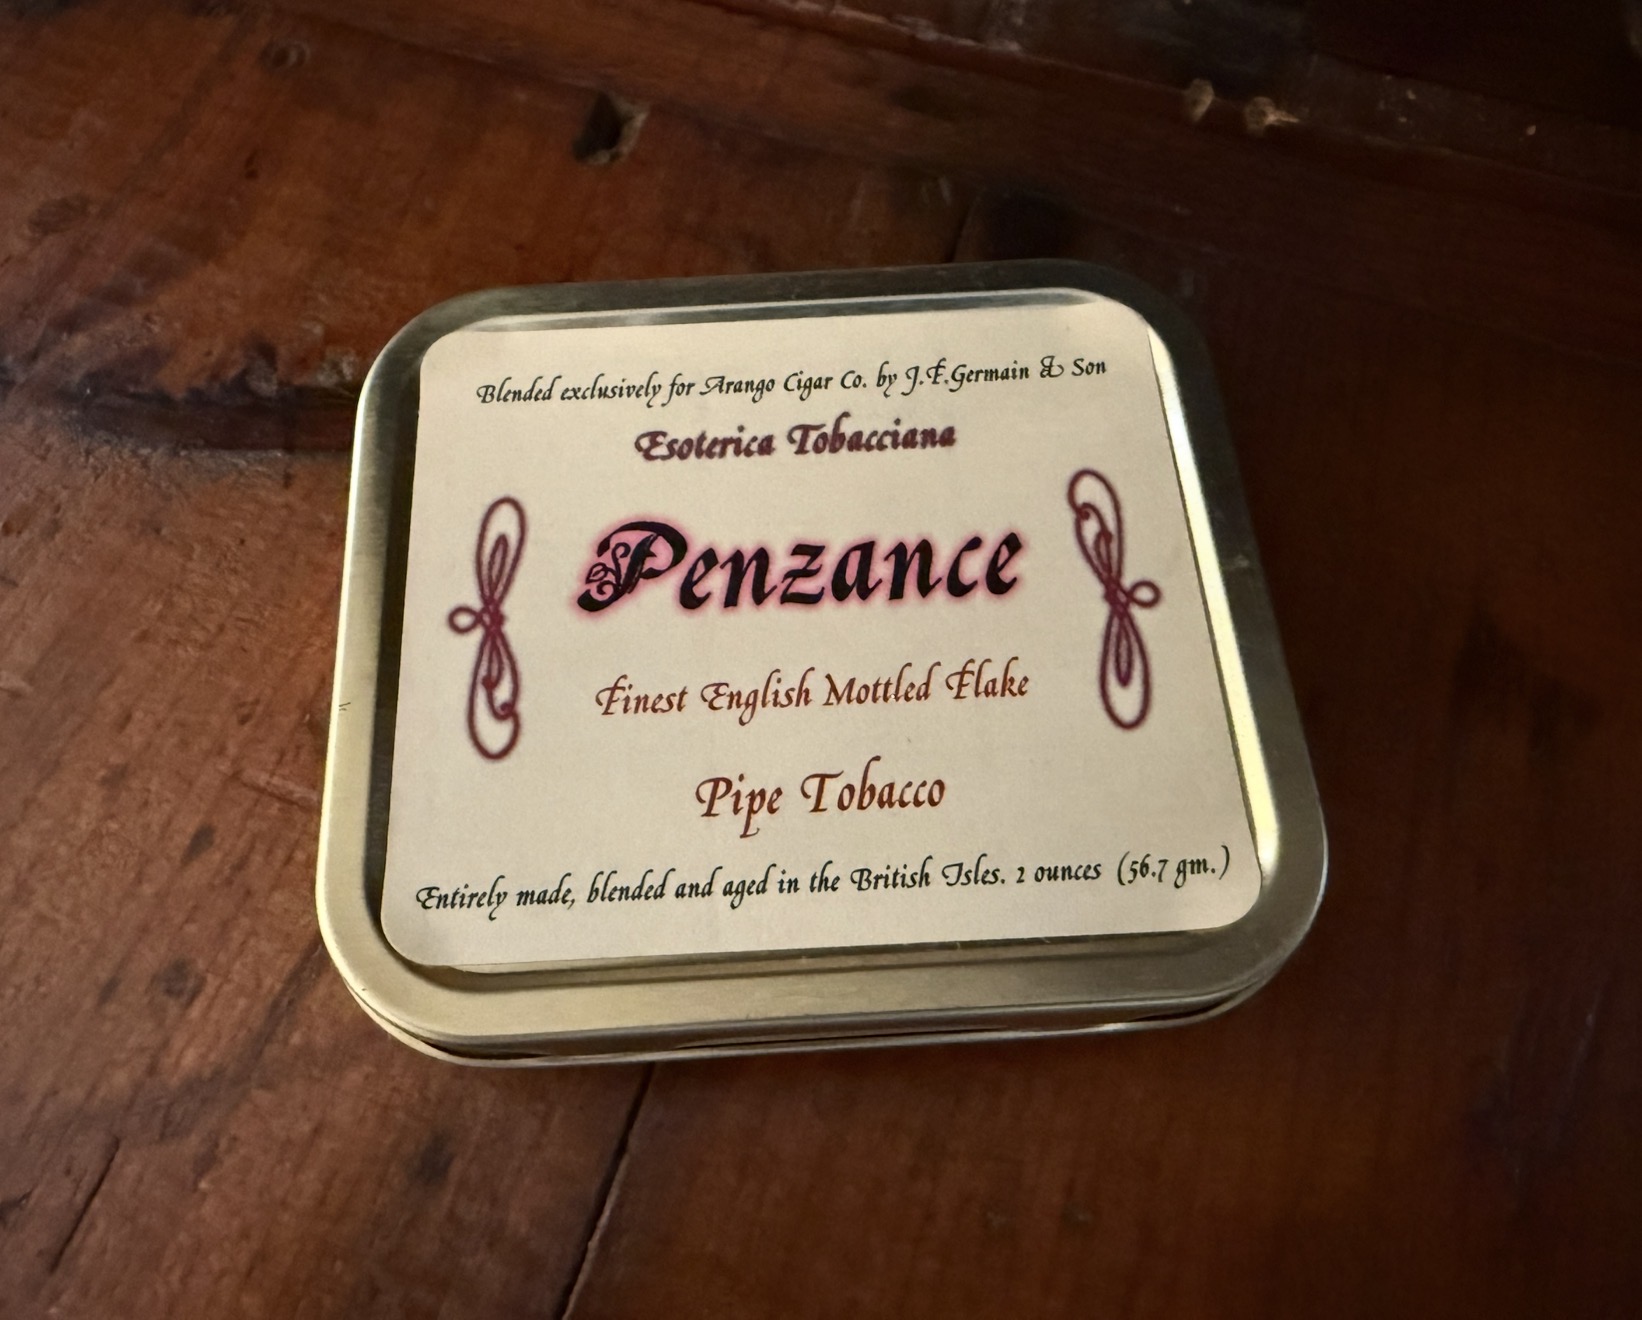 Blended exclusively for Arango Cigar Co. by J.F.Germain & Son
Esoterica Tobacciana
Penzance
Finest English Mottled Flake
Pipe Tobacco
Entirely made, blended and aged in the British Isles. 2 ounces (56.7 gm.)